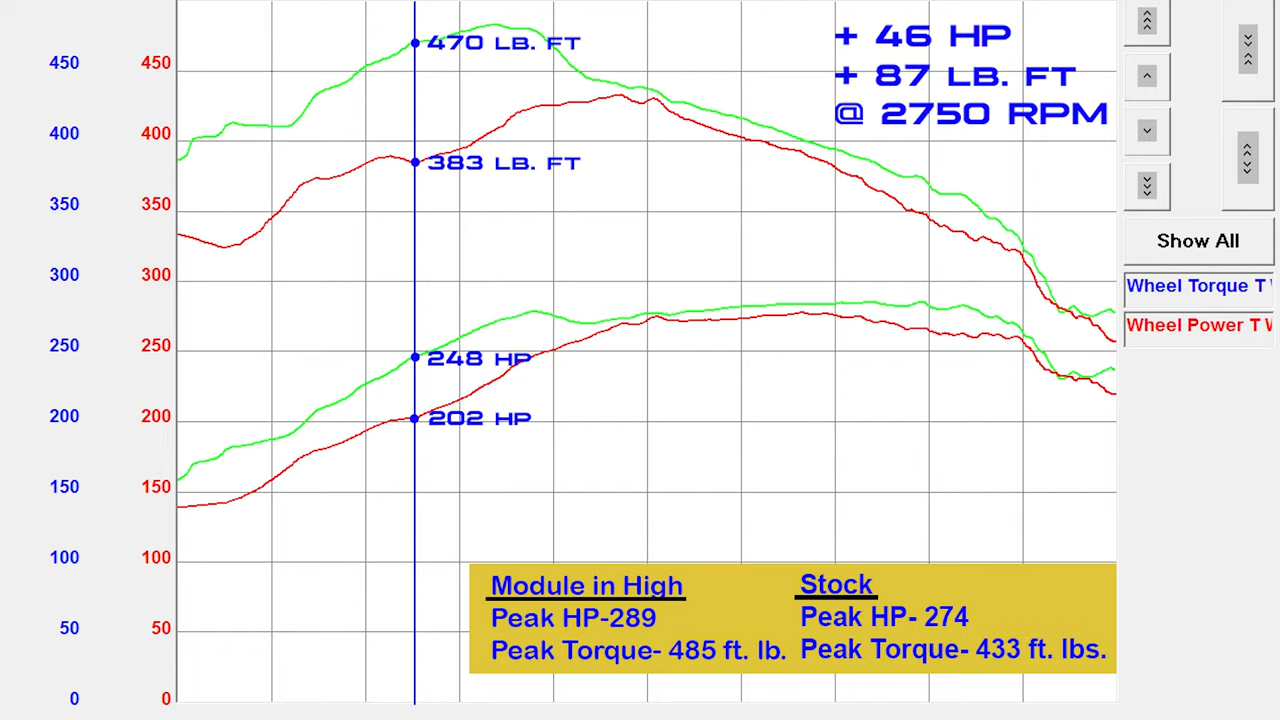 470 LB. FT
383 LB. FT
248 HP
202 HP
+ 46 HP
+ 87 LB. FT
@ 2750 RPM
450 450
400 400
350 350
300 300
250 250
200 200
150 150
100 100
50 50
0 0
Show All
Wheel Torque T
Wheel Power T
Module in High
Peak HP-289
Peak Torque- 485 ft. lb.
Stock
Peak HP- 274
Peak Torque- 433 ft. lbs.